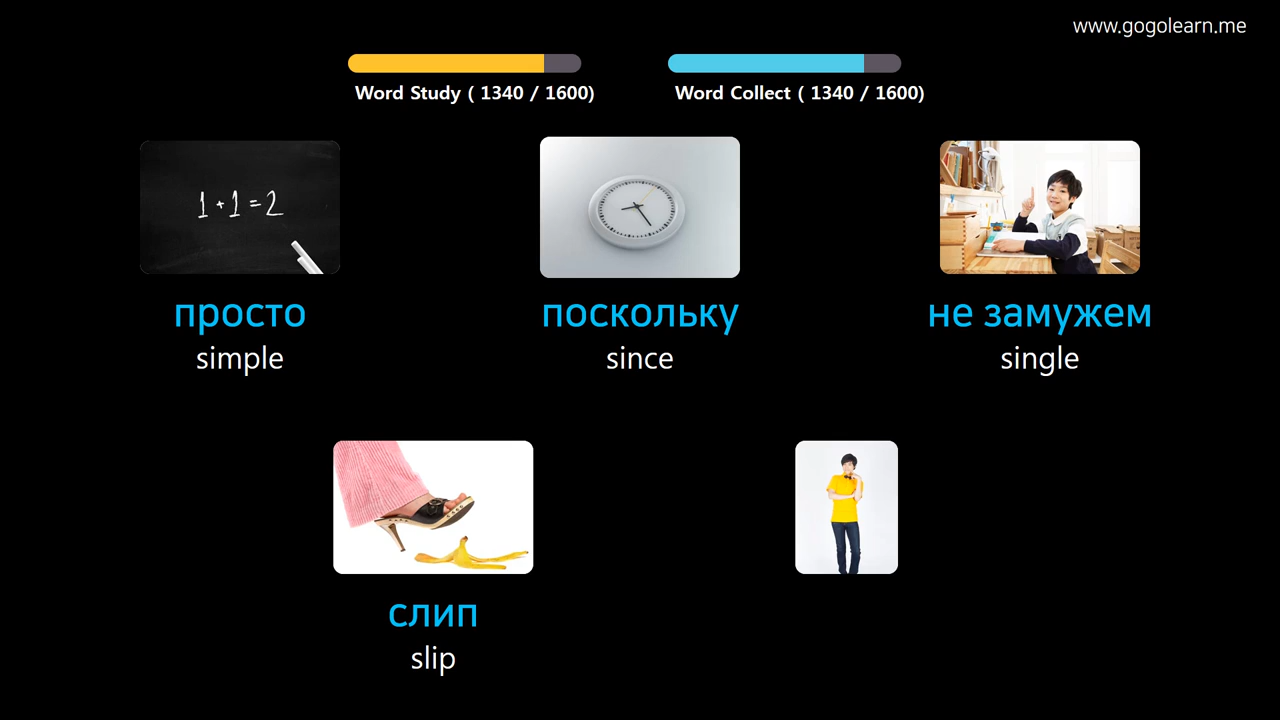 www.gogolearn.me
Word Study ( 1340 / 1600)
Word Collect ( 1340 / 1600)
1+1=2
просто
simple
поскольку
since
не замужем
single
слип
slip